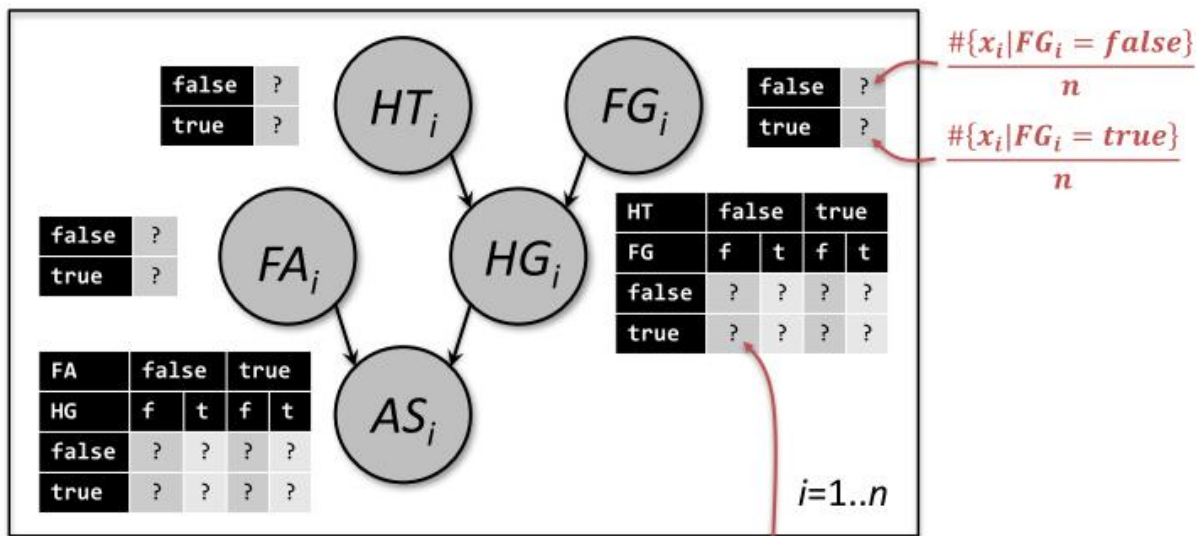 #{x_i|FG_i = false}
n
#{x_i|FG_i = true}
n
false ?
true ?
HT_i
FG_i
false ?
true ?
false ?
true ?
FA_i
HG_i
HT false true
FG f t f t
false ? ? ? ?
true ? ? ? ?
FA false true
HG f t f t
false ? ? ? ?
true ? ? ? ?
AS_i
i=1..n